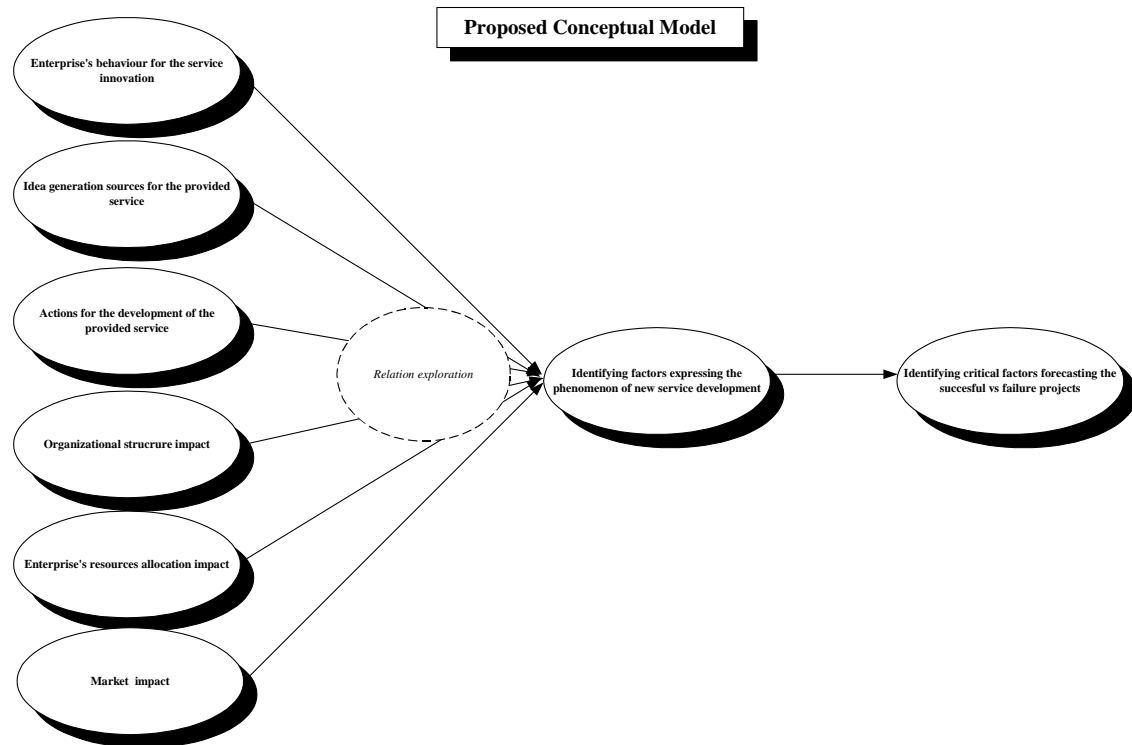 Proposed Conceptual Model
Enterprise's behaviour for the service
innovation
Idea generation sources for the provided
service
Actions for the development of the
provided service
Relation exploration
Identifying factors expressing the
phenomenon of new service development
Identifying critical factors forecasting the
succesful vs failure projects
Organizational strucrure impact
Enterprise's resources allocation impact
Market impact